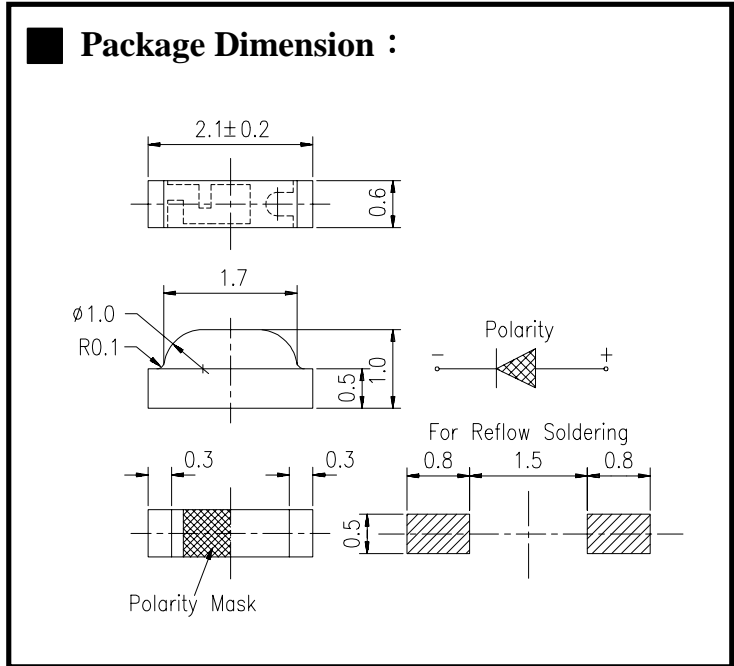 Package Dimension：
2.1±0.2
0.6
1.7
ø1.0
R0.1
0.5
1.0
Polarity
- +
For Reflow Soldering
0.3 0.3
0.8 1.5 0.8
0.5
Polarity Mask